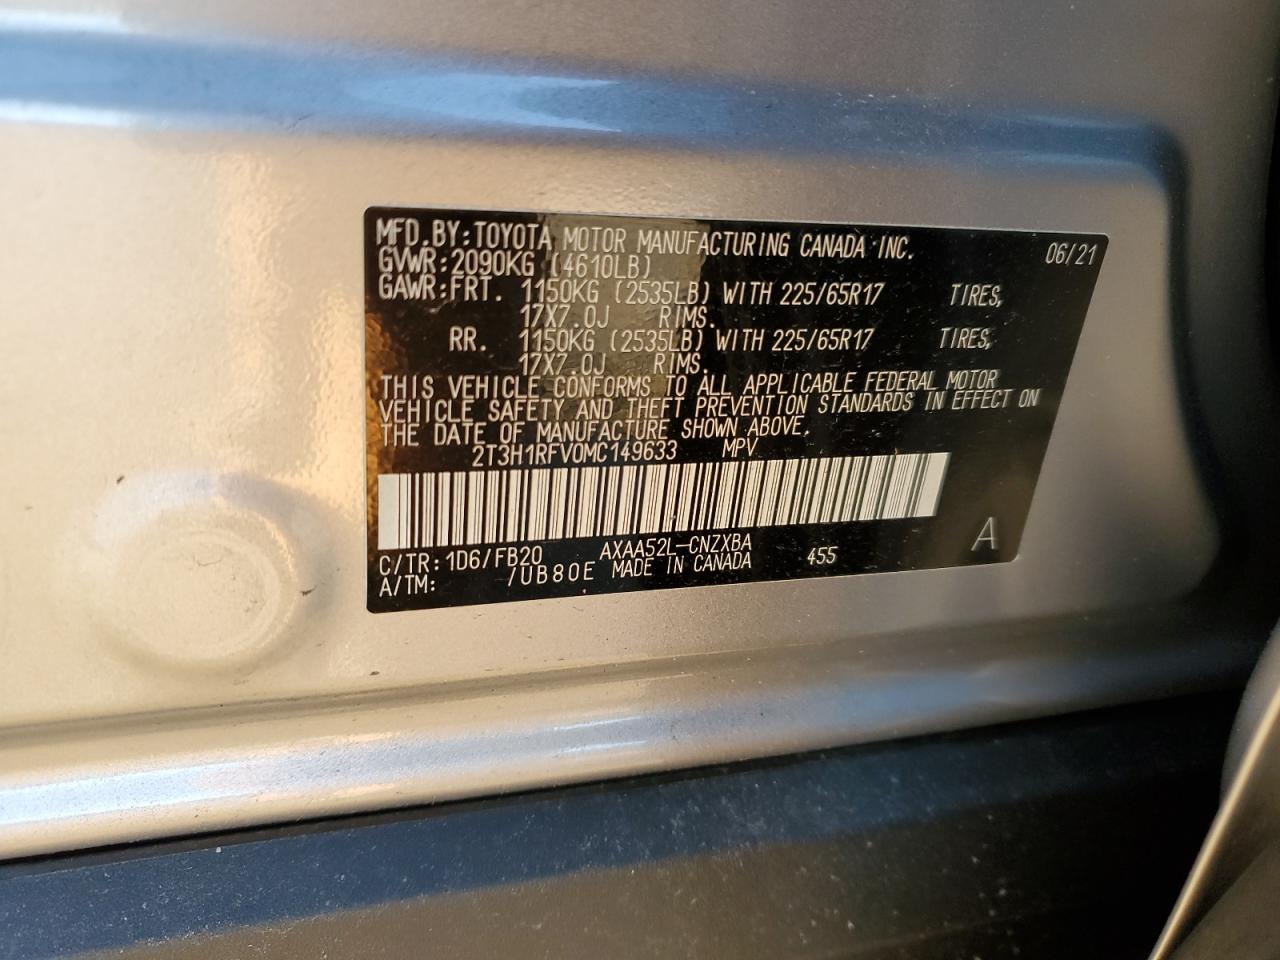 MFD.BY:TOYOTA MOTOR MANUFACTURING CANADA INC. 06/21
GVWR:2090KG (4610LB)
GAWR:FRT. 1150KG (2535LB) WITH 225/65R17 TIRES,
17X7.0J RIMS.
RR. 1150KG (2535LB) WITH 225/65R17 TIRES,
17X7.0J RIMS.
THIS VEHICLE CONFORMS TO ALL APPLICABLE FEDERAL MOTOR
VEHICLE SAFETY AND THEFT PREVENTION STANDARDS IN EFFECT ON
THE DATE OF MANUFACTURE SHOWN ABOVE.
2T3H1RFV0MC149633 MPV
C/TR:1D6/FB20 AXAA52L-CNZXBA 455 A
A/TM: /UB80E MADE IN CANADA